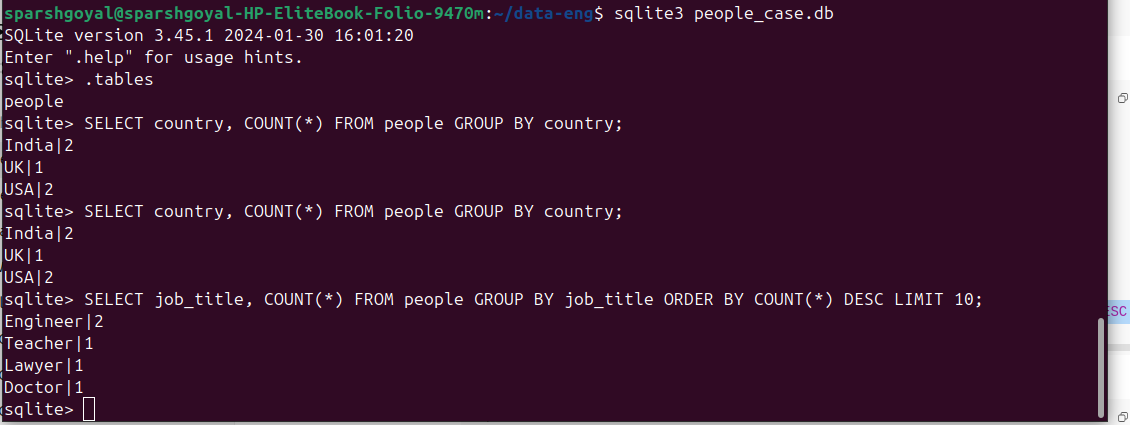 sparshgoyal@sparshgoyal-HP-EliteBook-Folio-9470m:~/data-eng$ sqlite3 people_case.db
SQLite version 3.45.1 2024-01-30 16:01:20
Enter ".help" for usage hints.
sqlite> .tables
people
sqlite> SELECT country, COUNT(*) FROM people GROUP BY country;
India|2
UK|1
USA|2
sqlite> SELECT country, COUNT(*) FROM people GROUP BY country;
India|2
UK|1
USA|2
sqlite> SELECT job_title, COUNT(*) FROM people GROUP BY job_title ORDER BY COUNT(*) DESC LIMIT 10;
Engineer|2
Teacher|1
Lawyer|1
Doctor|1
sqlite>